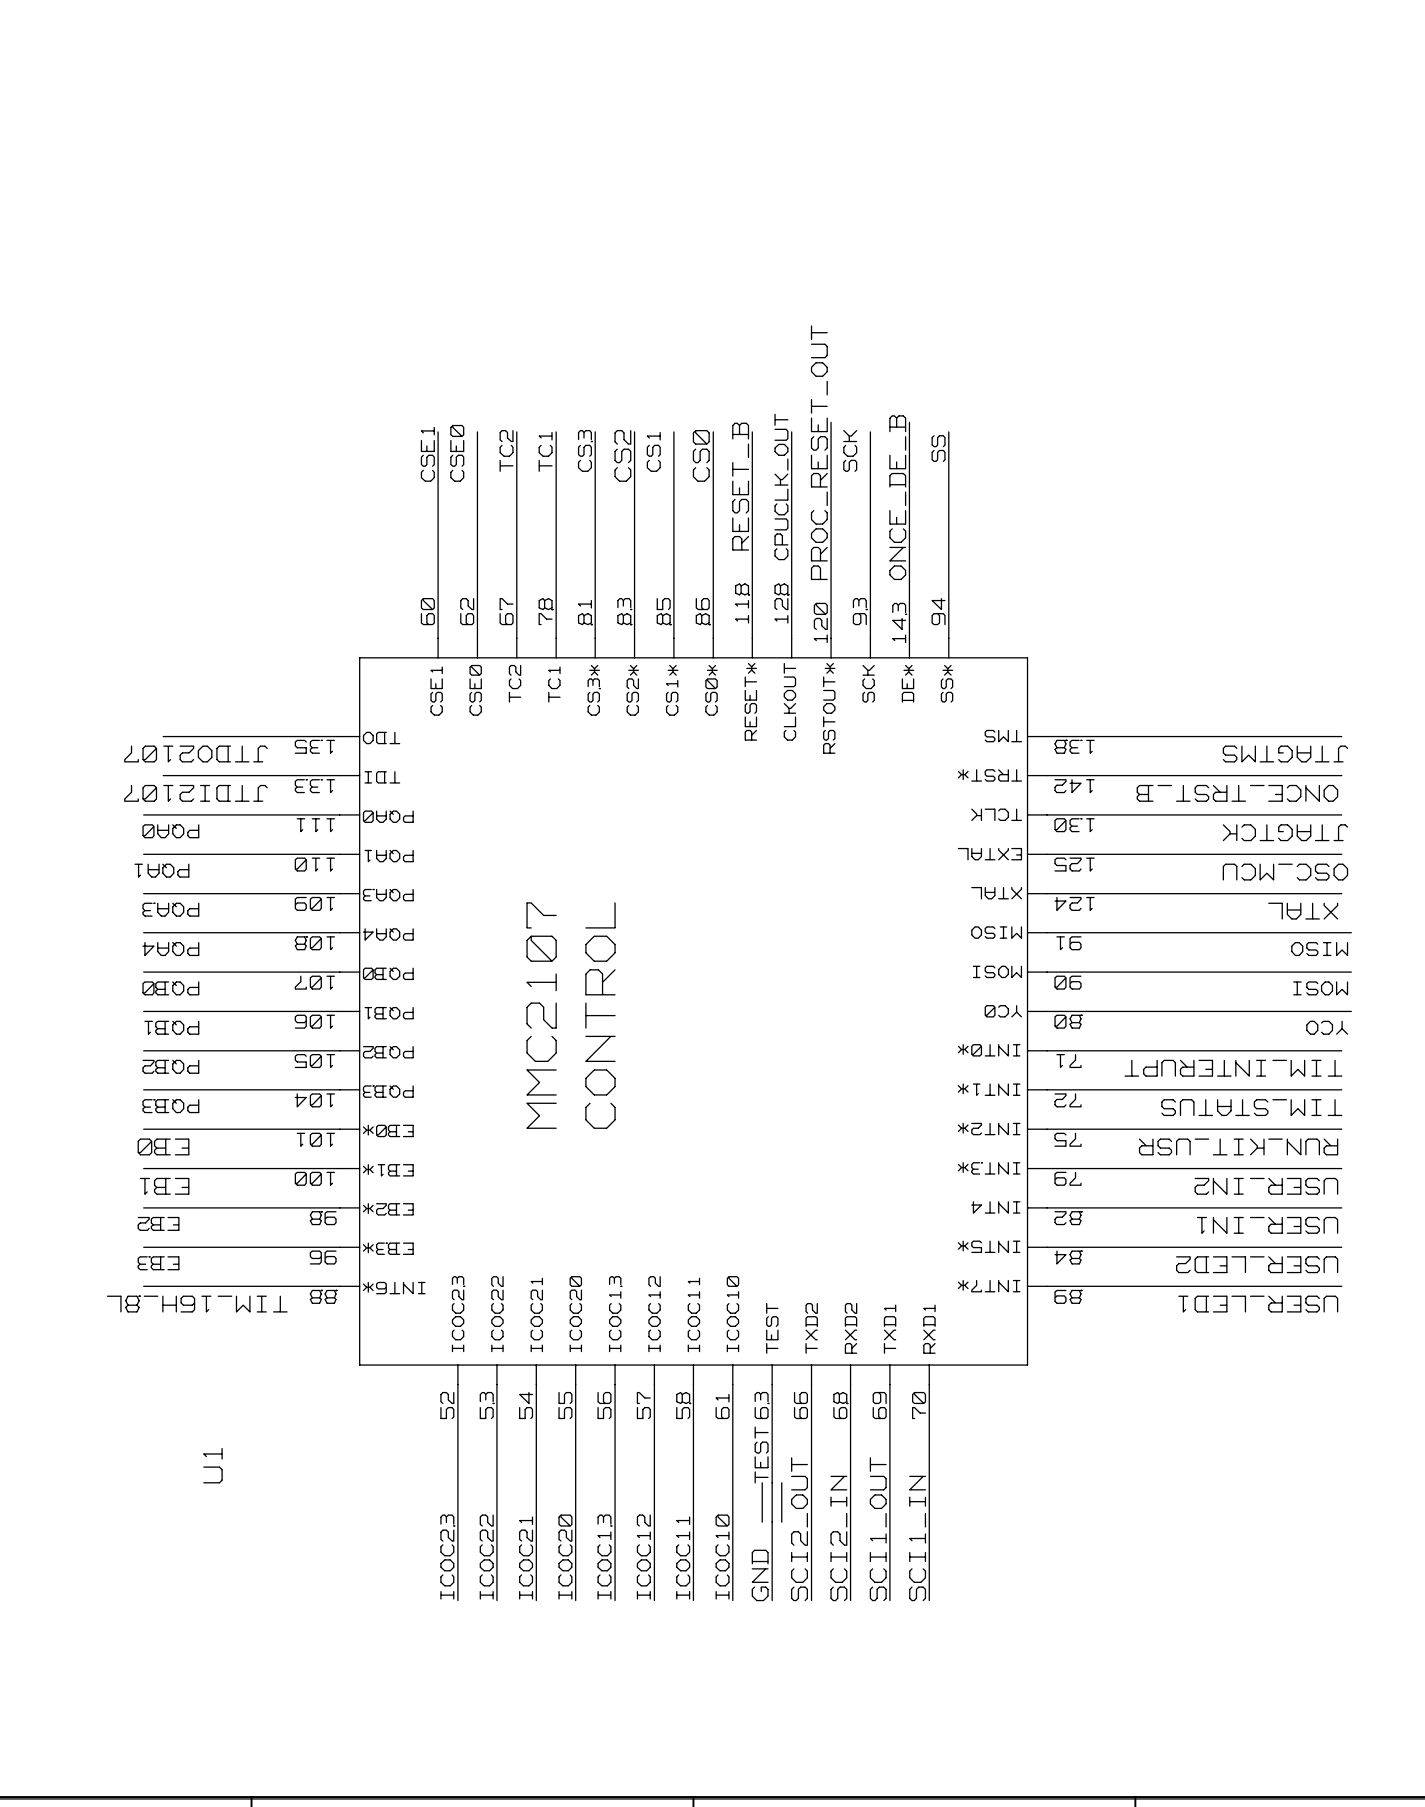 CSE1 60 CSE1
CSE0 62 CSE0
TC2 67 TC2
TC1 78 TC1
CS3 81 CS3*
CS2 83 CS2*
CS1 85 CS1*
CS0 86 CS0*
RESET_B 118 RESET*
CPUCLK_OUT 128 CLKOUT
PROC_RESET_OUT 120 RSTOUT*
SCK 93 SCK
ONCE_DE_B 143 DE*
SS 94 SS*
JTDO2107 135 TDO
JTDI2107 133 TDI
PQA0 111 PQA0
PQA1 110 PQA1
PQA3 109 PQA3
PQA4 108 PQA4
PQB0 107 PQB0
PQB1 106 PQB1
PQB2 105 PQB2
PQB3 104 PQB3
EB0 101 EB0*
EB1 100 EB1*
EB2 98 EB2*
EB3 96 EB3*
TIM_16H_8L 88 INT6*
MMC2107
CONTROL
TMS 138 JTAGTMS
TRST* 142 ONCE_TRST_B
TCLK 130 JTAGTCK
EXTAL 125 OSC_MCU
XTAL 124 XTAL
MISO 91 MISO
MOSI 90 MOSI
YC0 80 YCO
INT0* 71 TIM_INTERUPT
INT1* 72 TIM_STATUS
INT2* 75 RUN_KIT_USR
INT3* 79 USER_IN2
INT4 82 USER_IN1
INT5* 84 USER_LED2
INT7* 89 USER_LED1
ICOC23 52 ICOC23
ICOC22 53 ICOC22
ICOC21 54 ICOC21
ICOC20 55 ICOC20
ICOC13 56 ICOC13
ICOC12 57 ICOC12
ICOC11 58 ICOC11
ICOC10 61 ICOC10
GND TEST 63 TEST
SCI2_OUT 66 TXD2
SCI2_IN 68 RXD2
SCI1_OUT 69 TXD1
SCI1_IN 70 RXD1
U1